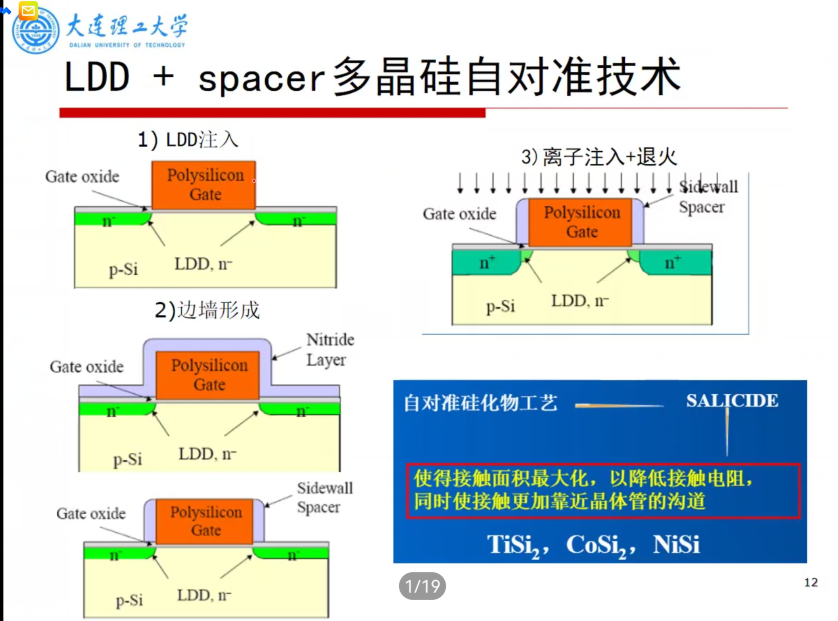 大连理工大学
DALIAN UNIVERSITY OF TECHNOLOGY
LDD + spacer多晶硅自对准技术
1) LDD注入
Gate oxide
Polysilicon
Gate
n-
n-
LDD, n-
p-Si
2)边墙形成
Nitride
Layer
Gate oxide
Polysilicon
Gate
n-
n-
LDD, n-
p-Si
Sidewall
Spacer
Gate oxide
Polysilicon
Gate
n-
n-
LDD, n-
p-Si
3)离子注入+退火
Sidewall
Spacer
Gate oxide
Polysilicon
Gate
n+
n+
LDD, n-
p-Si
自对准硅化物工艺
SALICIDE
使得接触面积最大化，以降低接触电阻，
同时使接触更加靠近晶体管的沟道
TiSi2，CoSi2，NiSi
1/19
12